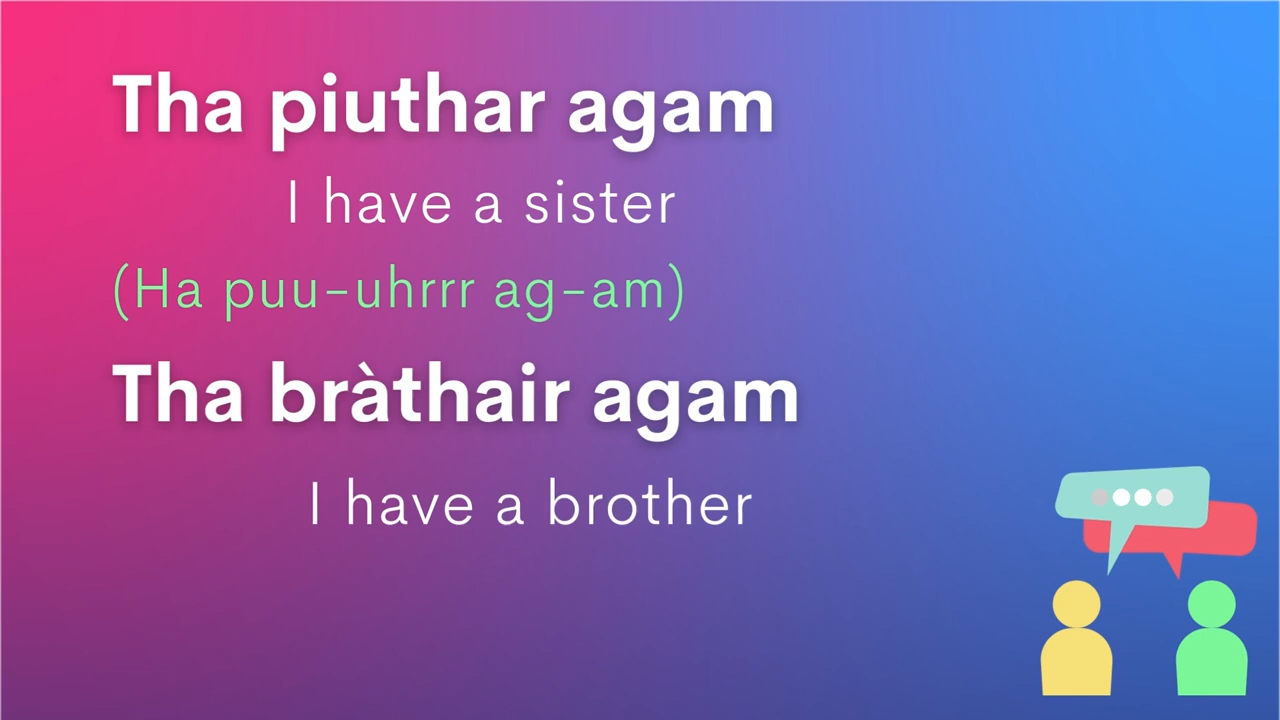 Tha piuthar agam
I have a sister
(Ha puu-uhrrr ag-am)
Tha bràthair agam
I have a brother